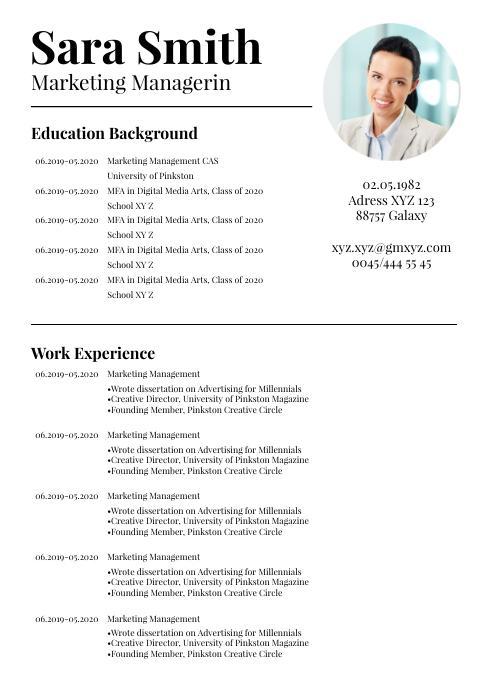 Sara Smith
Marketing Managerin
Education Background
06.2019-05.2020 Marketing Management CAS
University of Pinkston
06.2019-05.2020 MFA in Digital Media Arts, Class of 2020
School XY Z
06.2019-05.2020 MFA in Digital Media Arts, Class of 2020
School XY Z
06.2019-05.2020 MFA in Digital Media Arts, Class of 2020
School XY Z
06.2019-05.2020 MFA in Digital Media Arts, Class of 2020
School XY Z
02.05.1982
Adress XYZ 123
88757 Galaxy
xyz.xyz@gmxyz.com
0045/444 55 45
Work Experience
06.2019-05.2020 Marketing Management
•Wrote dissertation on Advertising for Millennials
•Creative Director, University of Pinkston Magazine
•Founding Member, Pinkston Creative Circle
06.2019-05.2020 Marketing Management
•Wrote dissertation on Advertising for Millennials
•Creative Director, University of Pinkston Magazine
•Founding Member, Pinkston Creative Circle
06.2019-05.2020 Marketing Management
•Wrote dissertation on Advertising for Millennials
•Creative Director, University of Pinkston Magazine
•Founding Member, Pinkston Creative Circle
06.2019-05.2020 Marketing Management
•Wrote dissertation on Advertising for Millennials
•Creative Director, University of Pinkston Magazine
•Founding Member, Pinkston Creative Circle
06.2019-05.2020 Marketing Management
•Wrote dissertation on Advertising for Millennials
•Creative Director, University of Pinkston Magazine
•Founding Member, Pinkston Creative Circle